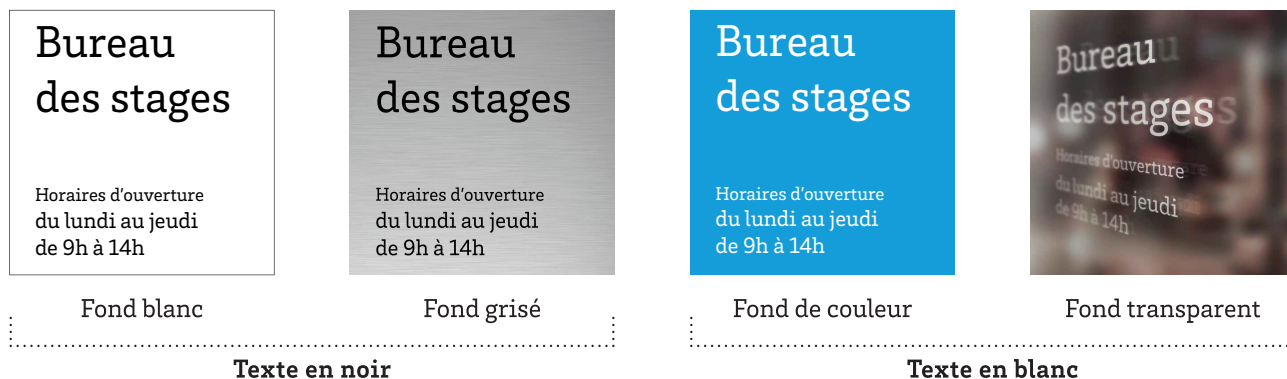 Bureau
des stages
Horaires d'ouverture
du lundi au jeudi
de 9h à 14h
Fond blanc
Bureau
des stages
Horaires d'ouverture
du lundi au jeudi
de 9h à 14h
Fond grisé
Texte en noir
Bureau
des stages
Horaires d'ouverture
du lundi au jeudi
de 9h à 14h
Fond de couleur
Bureau
des stages
Horaires d'ouverture
du lundi au jeudi
de 9h à 14h
Fond transparent
Texte en blanc